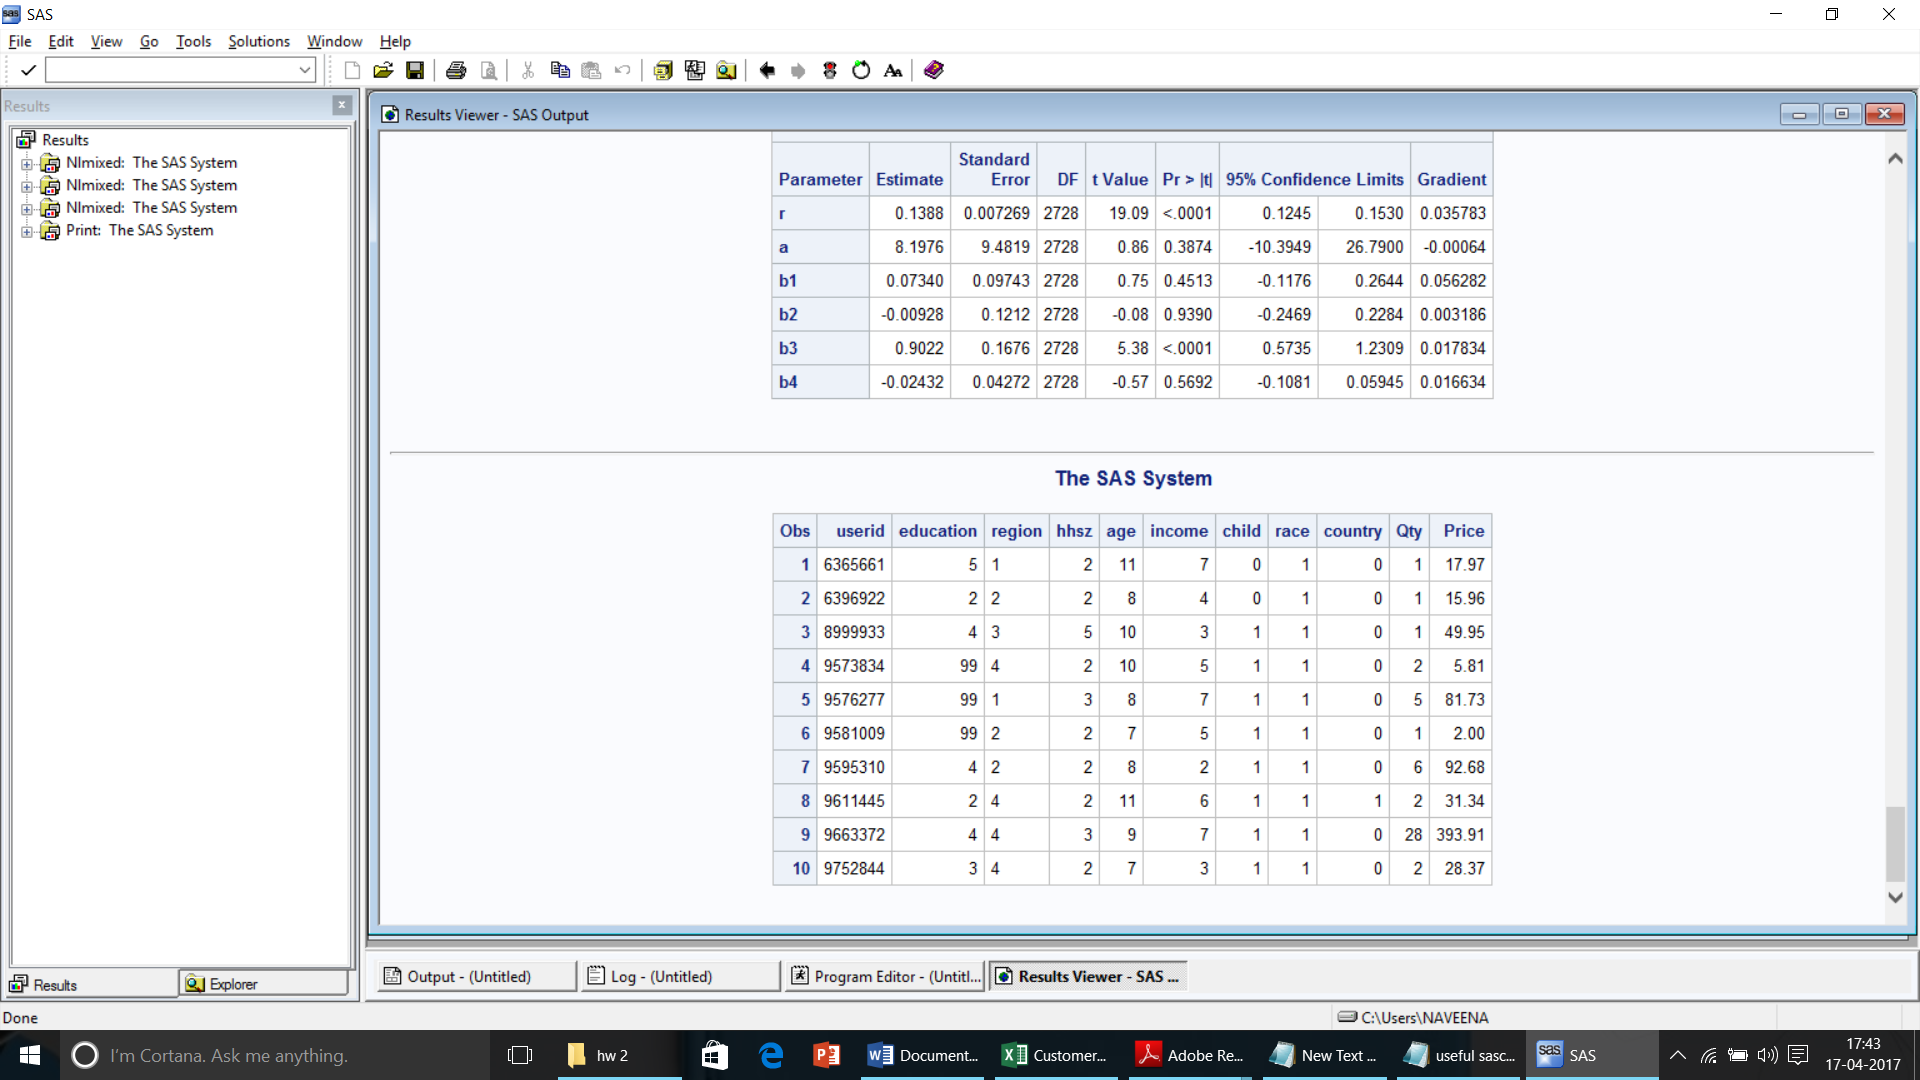 SAS
File Edit View Go Tools Solutions Window Help
Results
Results
NImixed: The SAS System
NImixed: The SAS System
NImixed: The SAS System
Print: The SAS System
Results Explorer
Results Viewer - SAS Output
Parameter Estimate Standard Error DF t Value Pr > |t| 95% Confidence Limits Gradient
r 0.1388 0.007269 2728 19.09 <.0001 0.1245 0.1530 0.035783
a 8.1976 9.4819 2728 0.86 0.3874 -10.3949 26.7900 -0.00064
b1 0.07340 0.09743 2728 0.75 0.4513 -0.1176 0.2644 0.056282
b2 -0.00928 0.1212 2728 -0.08 0.9390 -0.2469 0.2284 0.003186
b3 0.9022 0.1676 2728 5.38 <.0001 0.5735 1.2309 0.017834
b4 -0.02432 0.04272 2728 -0.57 0.5692 -0.1081 0.05945 0.016634
The SAS System
Obs userid education region hhsz age income child race country Qty Price
1 6365661 5 1 2 11 7 0 1 0 1 17.97
2 6396922 2 2 2 8 4 0 1 0 1 15.96
3 8999933 4 3 5 10 3 1 1 0 1 49.95
4 9573834 99 4 2 10 5 1 1 0 2 5.81
5 9576277 99 1 3 8 7 1 1 0 5 81.73
6 9581009 99 2 2 7 5 1 1 0 1 2.00
7 9595310 4 2 2 8 2 1 1 0 6 92.68
8 9611445 2 4 2 11 6 1 1 1 2 31.34
9 9663372 4 4 3 9 7 1 1 0 28 393.91
10 9752844 3 4 2 7 3 1 1 0 2 28.37
Output - (Untitled) Log - (Untitled) Program Editor - (Untitl... Results Viewer - SAS ...
Done C:\Users\NAVEENA
I'm Cortana. Ask me anything. hw 2 Document... Customer... Adobe Re... New Text ... useful sasc... SAS 17:43
17-04-2017